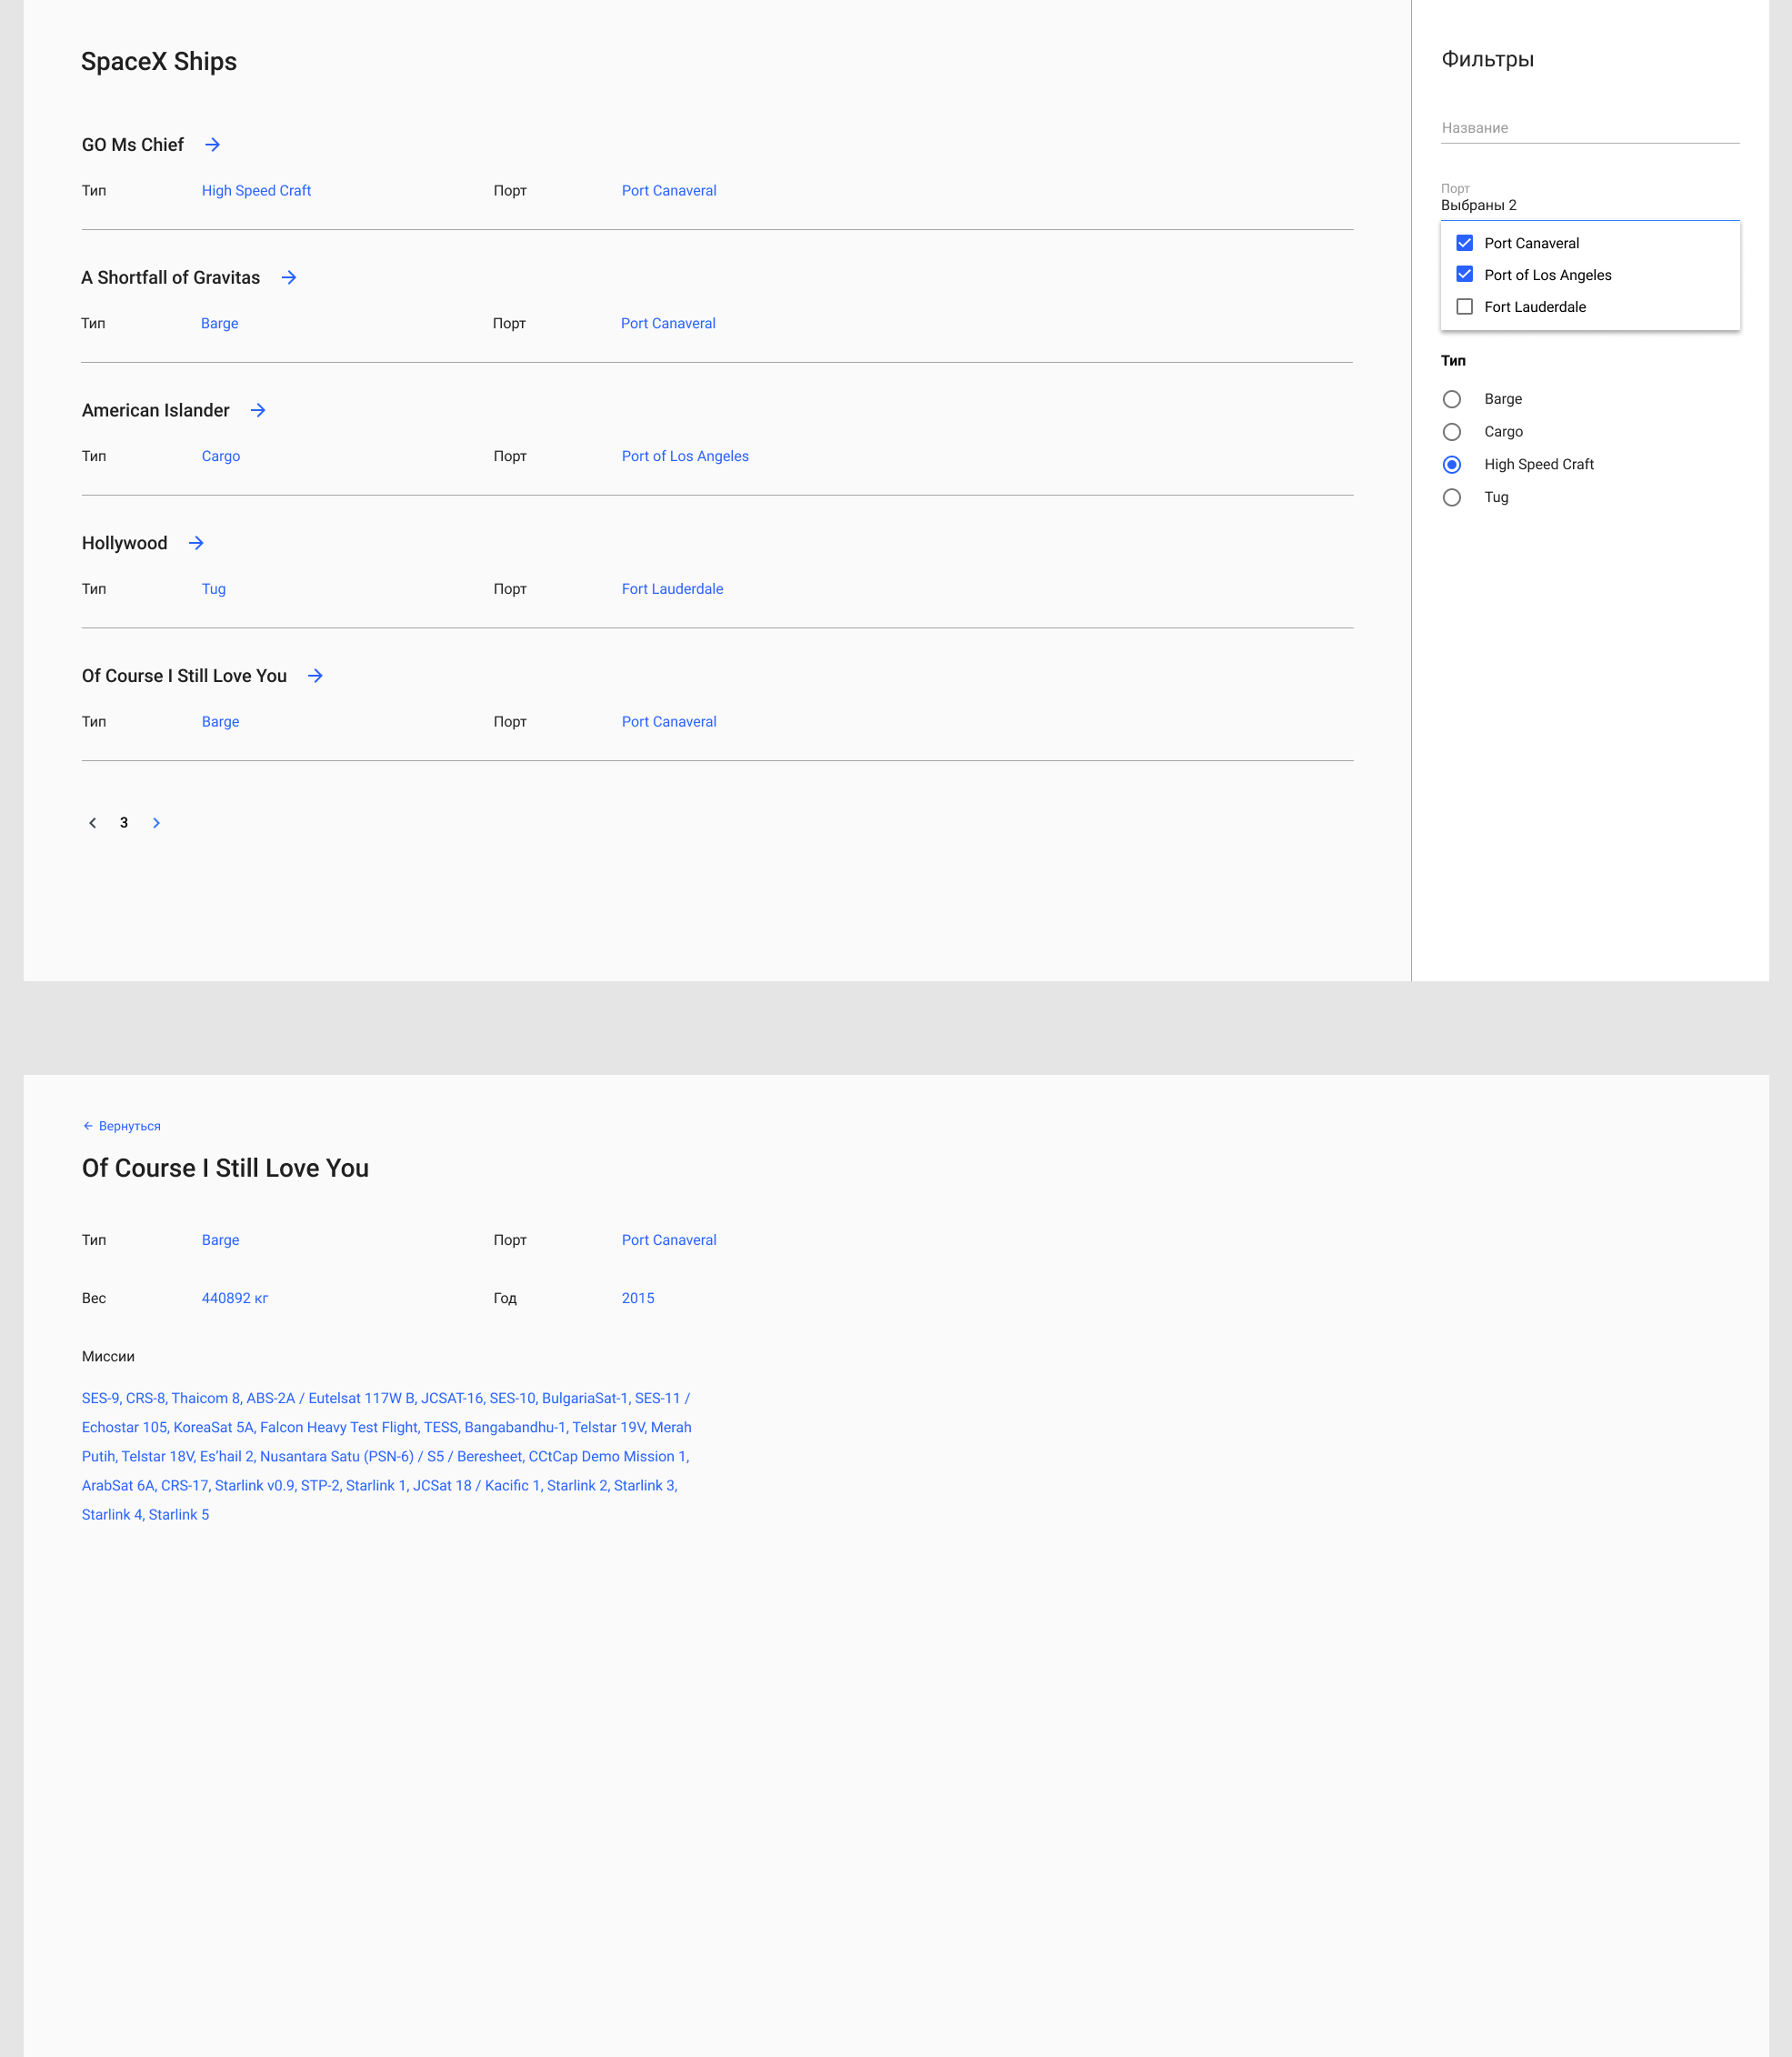 SpaceX Ships
GO Ms Chief
Тип High Speed Craft Порт Port Canaveral
A Shortfall of Gravitas
Тип Barge Порт Port Canaveral
American Islander
Тип Cargo Порт Port of Los Angeles
Hollywood
Тип Tug Порт Fort Lauderdale
Of Course I Still Love You
Тип Barge Порт Port Canaveral
3
Фильтры
Название
Порт
Выбраны 2
Port Canaveral
Port of Los Angeles
Fort Lauderdale
Тип
Barge
Cargo
High Speed Craft
Tug
Вернуться
Of Course I Still Love You
Тип Barge Порт Port Canaveral
Вес 440892 кг Год 2015
Миссии
SES-9, CRS-8, Thaicom 8, ABS-2A / Eutelsat 117W B, JCSAT-16, SES-10, BulgariaSat-1, SES-11 /
Echostar 105, KoreaSat 5A, Falcon Heavy Test Flight, TESS, Bangabandhu-1, Telstar 19V, Merah
Putih, Telstar 18V, Es’hail 2, Nusantara Satu (PSN-6) / S5 / Beresheet, CCtCap Demo Mission 1,
ArabSat 6A, CRS-17, Starlink v0.9, STP-2, Starlink 1, JCSat 18 / Kacific 1, Starlink 2, Starlink 3,
Starlink 4, Starlink 5